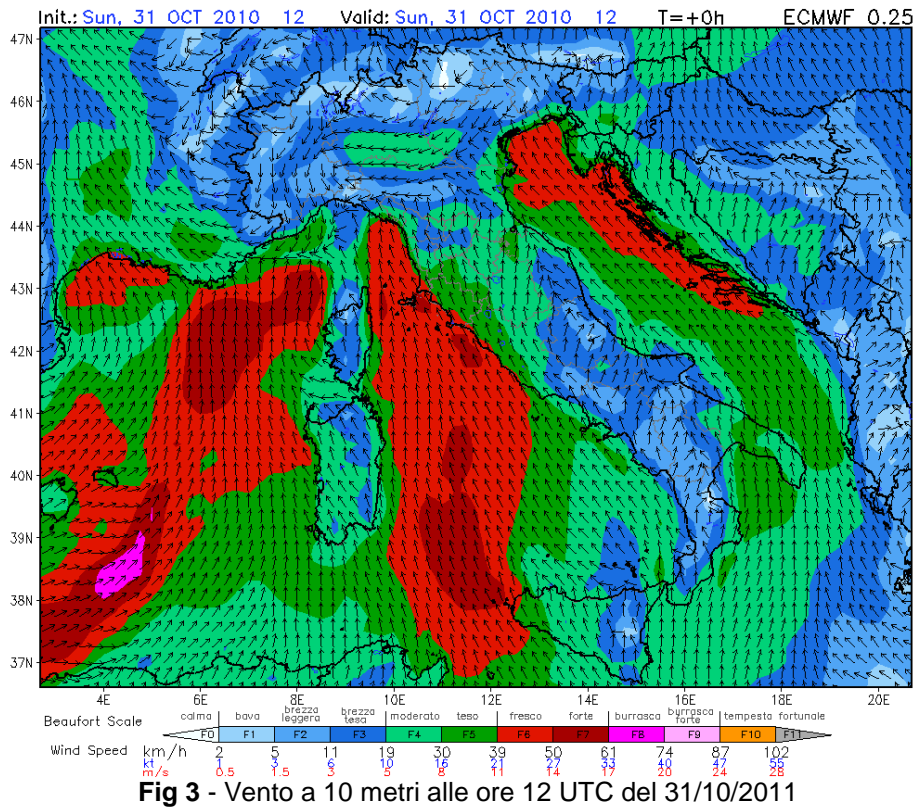 Init.: Sun, 31 OCT 2010 12 Valid: Sun, 31 OCT 2010 12 T=+0h ECMWF 0.25
47N
46N
45N
44N
43N
42N
41N
40N
39N
38N
37N
4E 6E 8E 10E 12E 14E 16E 18E 20E
Beaufort Scale calma bava brezza leggera brezza tesa moderato teso fresco forte burrasca burrasca forte tempesta fortunale
F0 F1 F2 F3 F4 F5 F6 F7 F8 F9 F10 F11
Wind Speed km/h 2 5 11 19 30 39 50 61 74 87 102
kt 1 3 6 10 16 21 27 33 40 47 55
m/s 0.5 1.5 3 5 8 11 14 17 20 24 28
Fig 3 - Vento a 10 metri alle ore 12 UTC del 31/10/2011